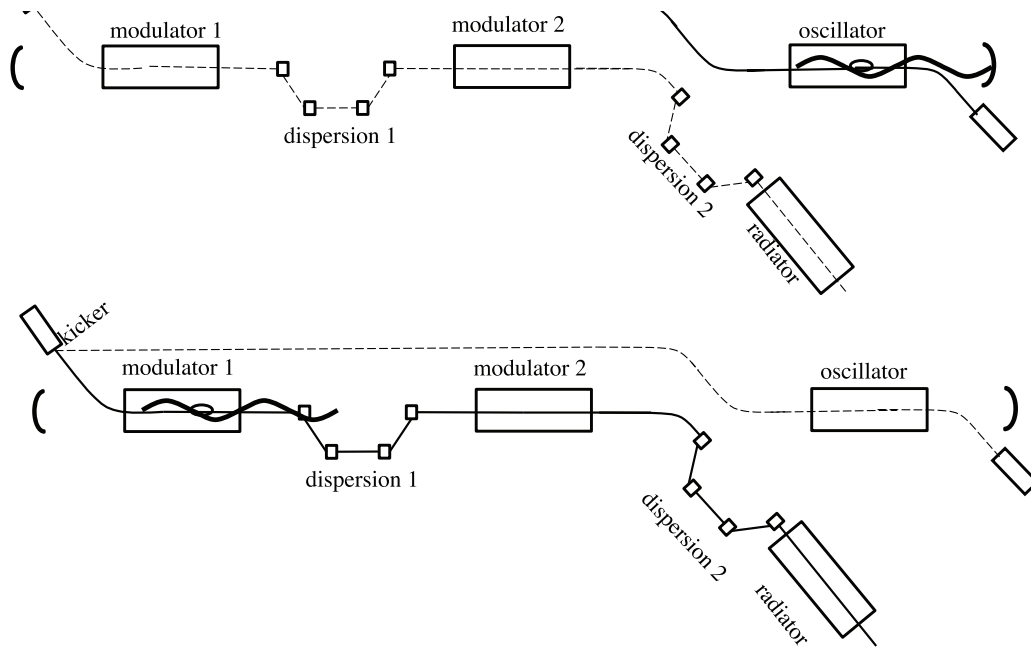 modulator 1
modulator 2
oscillator
dispersion 1
dispersion 2
radiator
kicker
modulator 1
modulator 2
oscillator
dispersion 1
dispersion 2
radiator